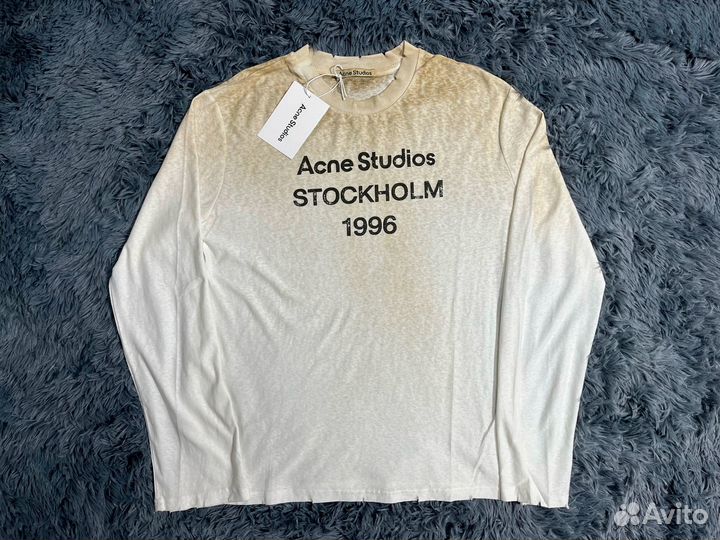 Acne Studios
Acne Studios
Acne Studios
STOCKHOLM
1996
Avito